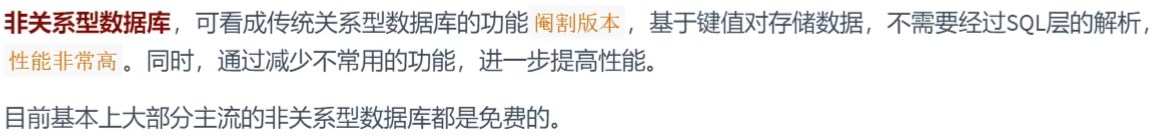 非关系型数据库，可看成传统关系型数据库的功能 阉割版本 ，基于键值对存储数据，不需要经过SQL层的解析，
性能非常高 。同时，通过减少不常用的功能，进一步提高性能。
目前基本上大部分主流的非关系型数据库都是免费的。